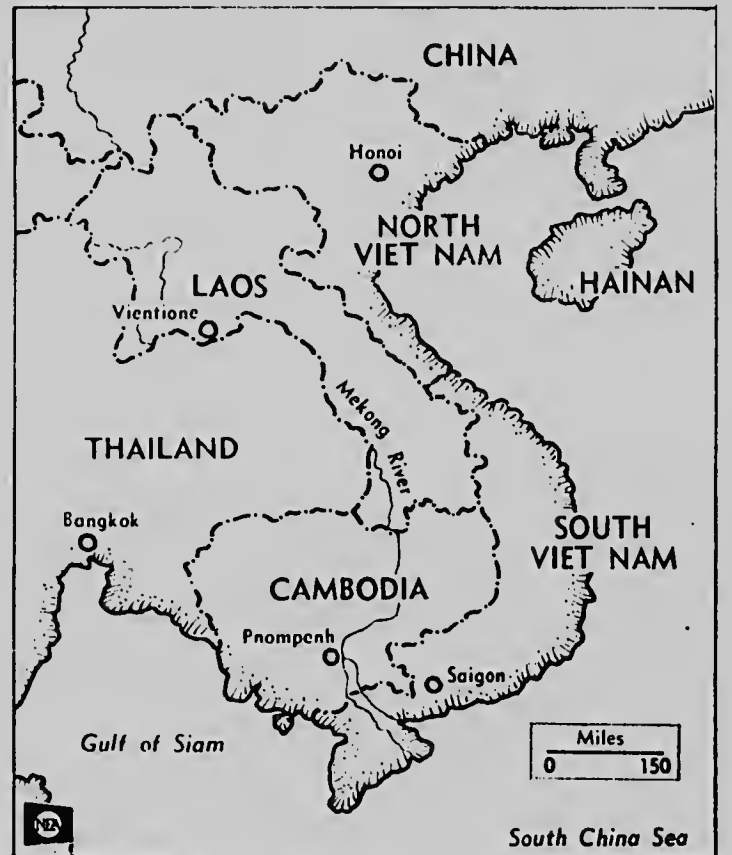 CHINA
Honoi
NORTH
VIET NAM
HAINAN
LAOS
Vientione
Mekong
River
THAILAND
Bangkok
SOUTH
VIET NAM
CAMBODIA
Pnompenh
Saigon
Gulf of Siam
Miles
0 150
NEA
South China Sea